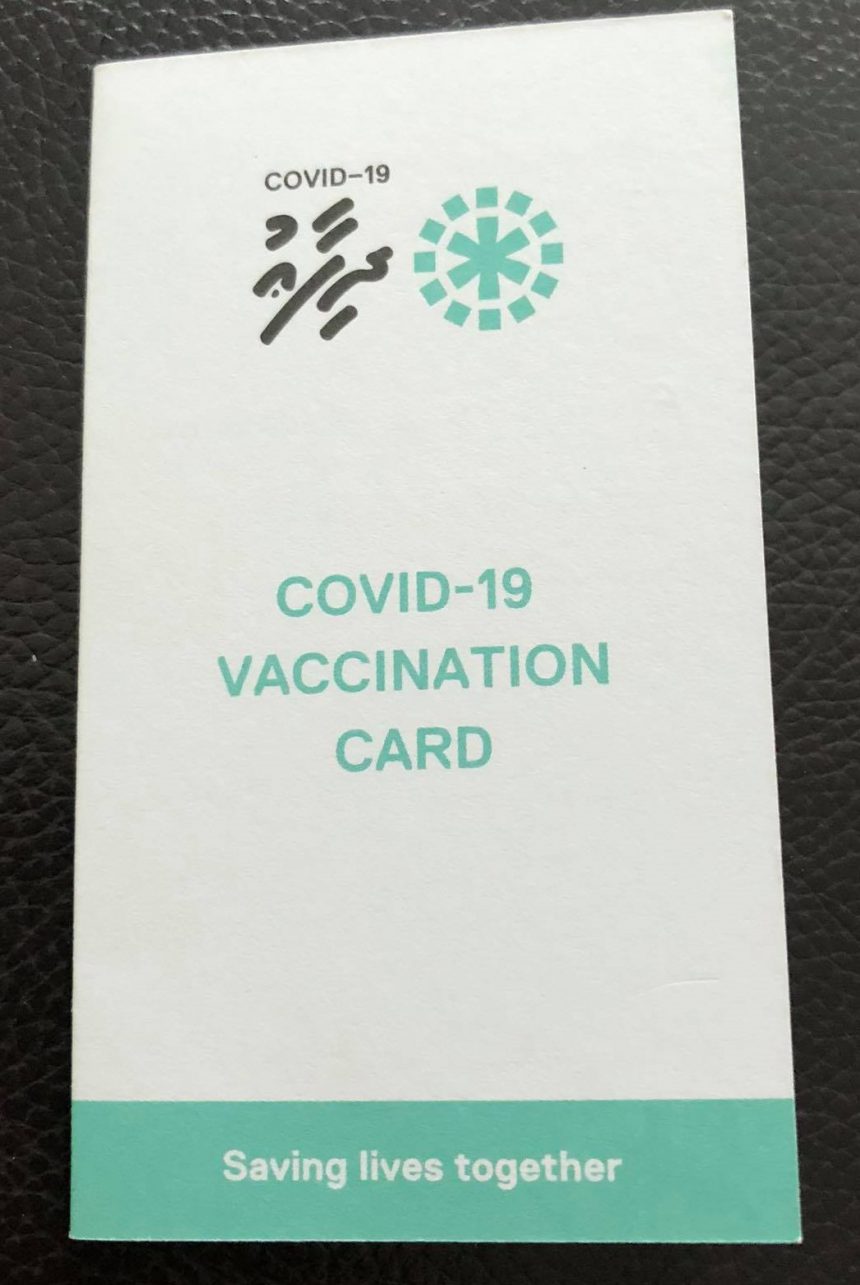 COVID-19
ދިފާޢު
COVID-19
VACCINATION
CARD
Saving lives together